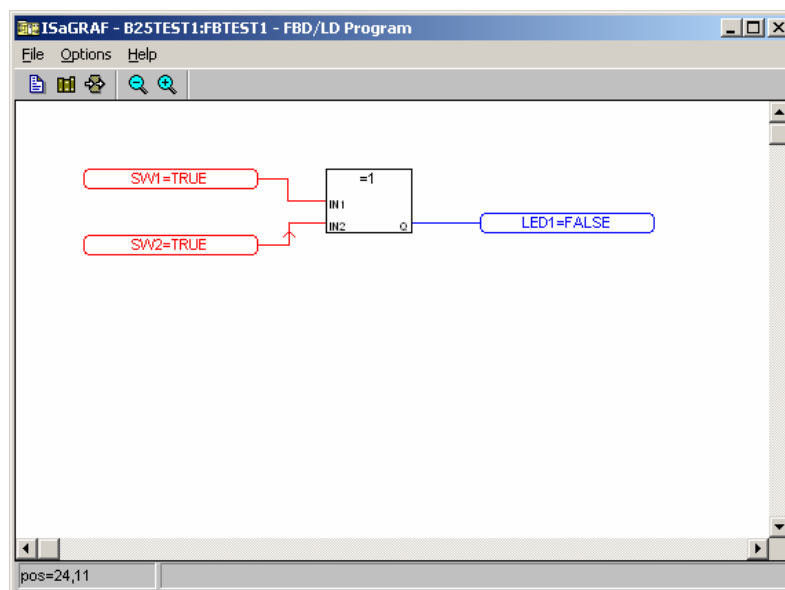 ISaGRAF - B25TEST1:FBTEST1 - FBD/LD Program
File Options Help
SW1=TRUE
=1
IN1
IN2 Q
LED1=FALSE
SW2=TRUE
pos=24,11